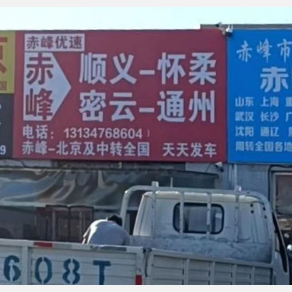 京
赤峰优速
赤峰
顺义-怀柔
密云-通州
电话：13134768604
赤峰-北京及中转全国 天天发车
赤峰市
赤
山东 上海
武汉 长沙
沈阳 通辽
周转全国各地
608T